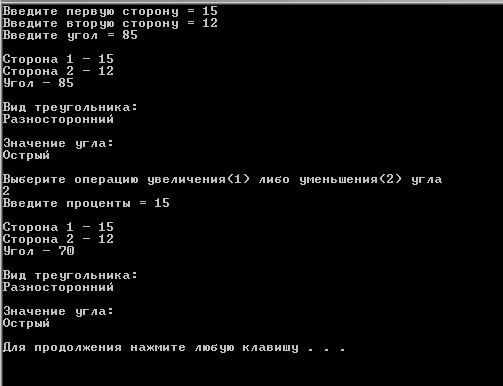 Введите первую сторону = 15
Введите вторую сторону = 12
Введите угол = 85
Сторона 1 - 15
Сторона 2 - 12
Угол - 85
Вид треугольника:
Разносторонний
Значение угла:
Острый
Выберите операцию увеличения(1) либо уменьшения(2) угла
2
Введите проценты = 15
Сторона 1 - 15
Сторона 2 - 12
Угол - 70
Вид треугольника:
Разносторонний
Значение угла:
Острый
Для продолжения нажмите любую клавишу . . .